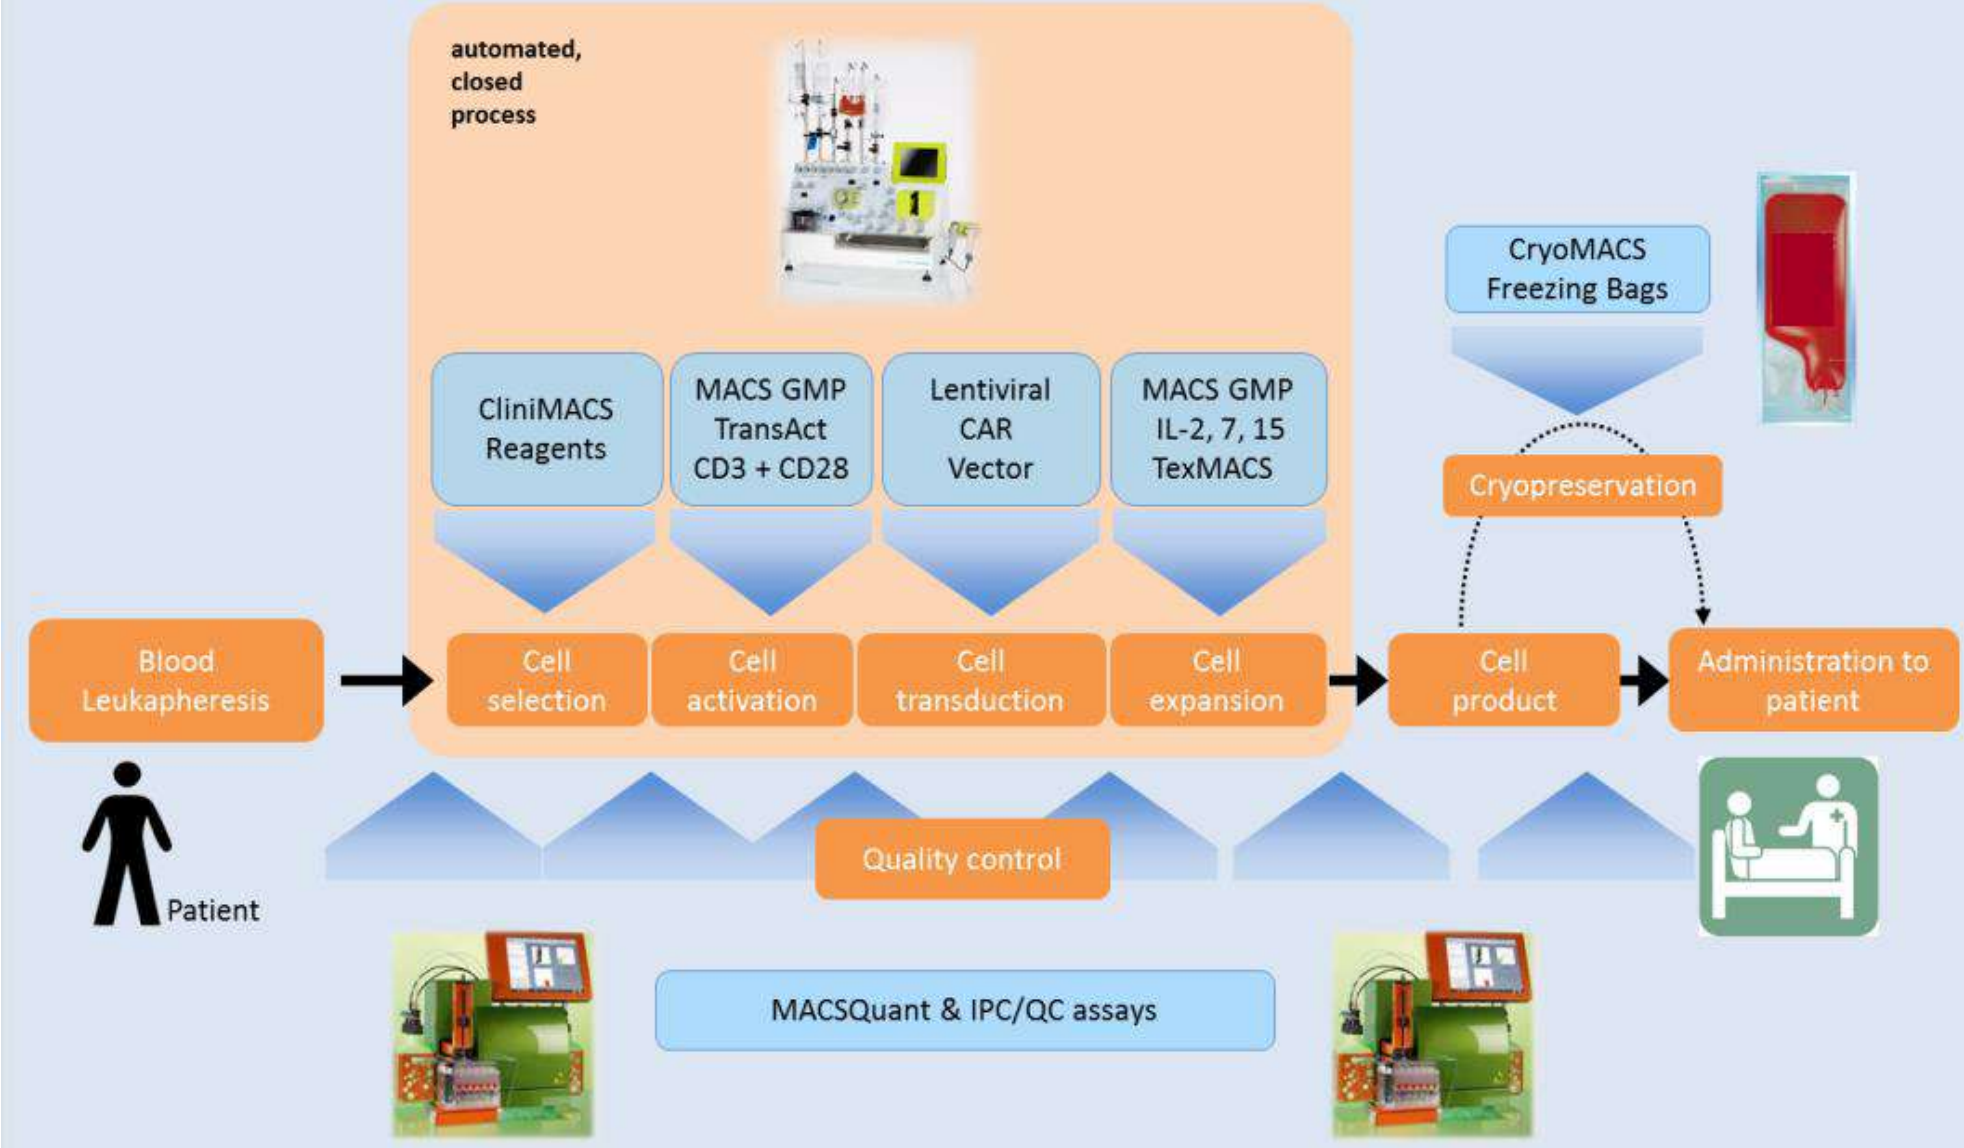 automated,
closed
process
CryoMACS
Freezing Bags
CliniMACS
Reagents
MACS GMP
TransAct
CD3 + CD28
Lentiviral
CAR
Vector
MACS GMP
IL-2, 7, 15
TexMACS
Cryopreservation
Blood
Leukapheresis
Cell
selection
Cell
activation
Cell
transduction
Cell
expansion
Cell
product
Administration to
patient
Patient
Quality control
MACSQuant & IPC/QC assays
1